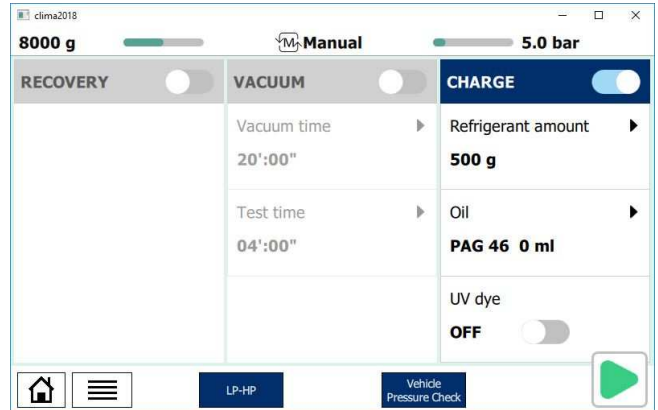 clima2018
8000 g
M Manual
5.0 bar
RECOVERY
VACUUM
Vacuum time
20':00"
Test time
04':00"
CHARGE
Refrigerant amount
500 g
Oil
PAG 46 0 ml
UV dye
OFF
LP-HP
Vehicle
Pressure Check